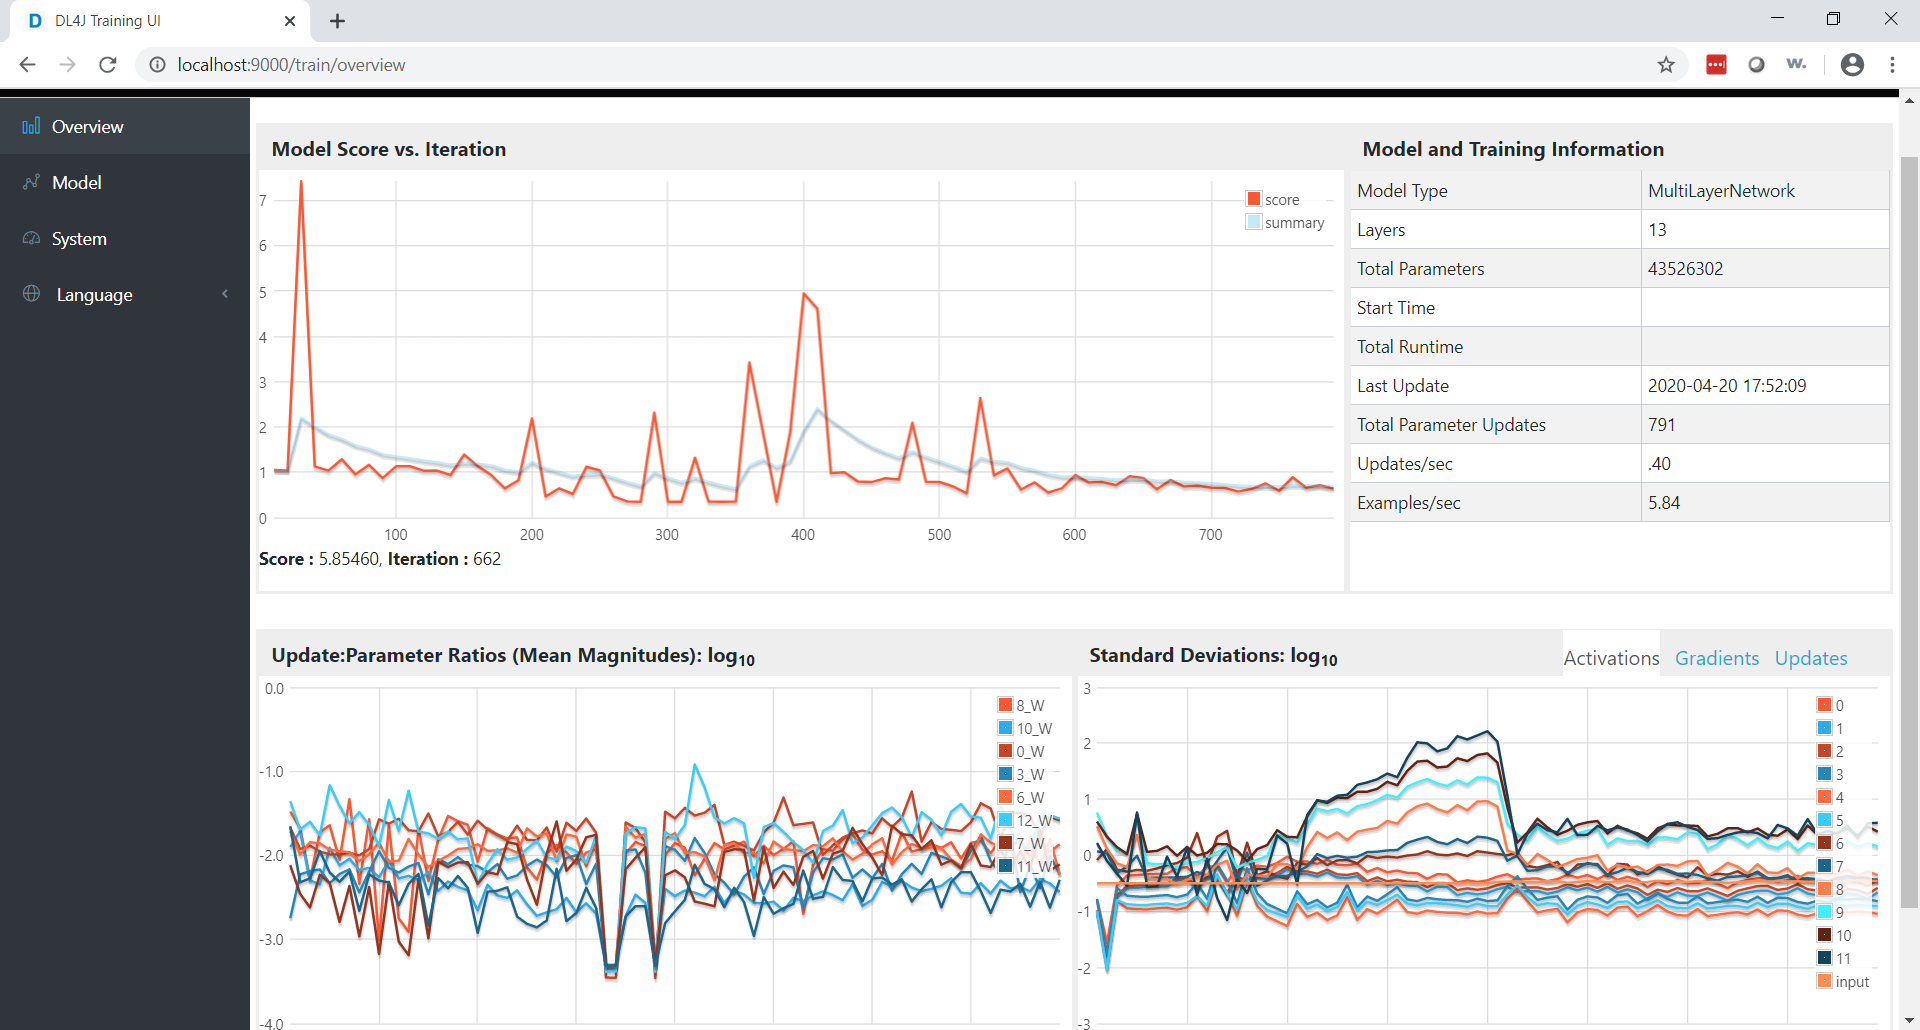 DL4J Training UI
localhost:9000/train/overview
w.
Overview
Model
System
Language
Model Score vs. Iteration
7
6
5
4
3
2
1
0
100 200 300 400 500 600 700
score
summary
Score : 5.85460, Iteration : 662
Model and Training Information
Model Type MultiLayerNetwork
Layers 13
Total Parameters 43526302
Start Time
Total Runtime
Last Update 2020-04-20 17:52:09
Total Parameter Updates 791
Updates/sec .40
Examples/sec 5.84
Update:Parameter Ratios (Mean Magnitudes): log10
0.0
-1.0
-2.0
-3.0
-4.0
8_W
10_W
0_W
3_W
6_W
12_W
7_W
11_W
Standard Deviations: log10
Activations Gradients Updates
3
2
1
0
-1
-2
-3
0
1
2
3
4
5
6
7
8
9
10
11
input